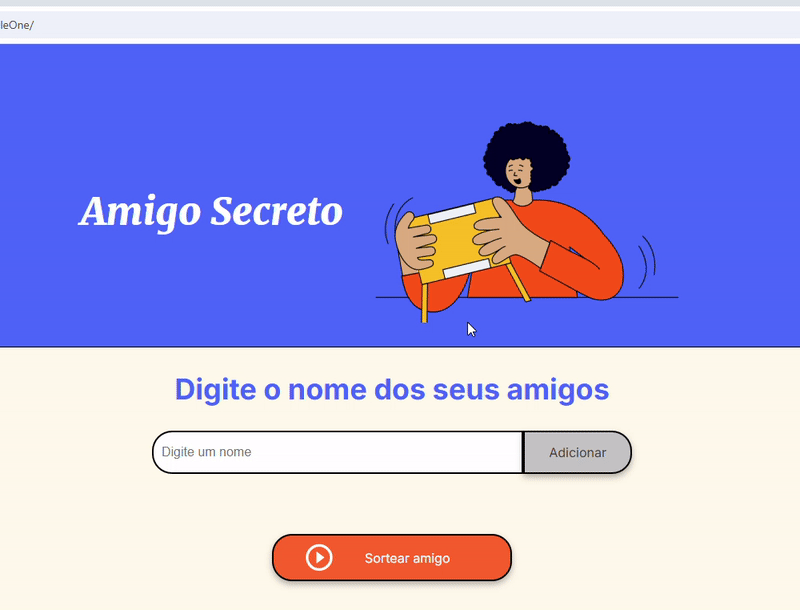 leOne/
Amigo Secreto
Digite o nome dos seus amigos
Digite um nome
Adicionar
Sortear amigo